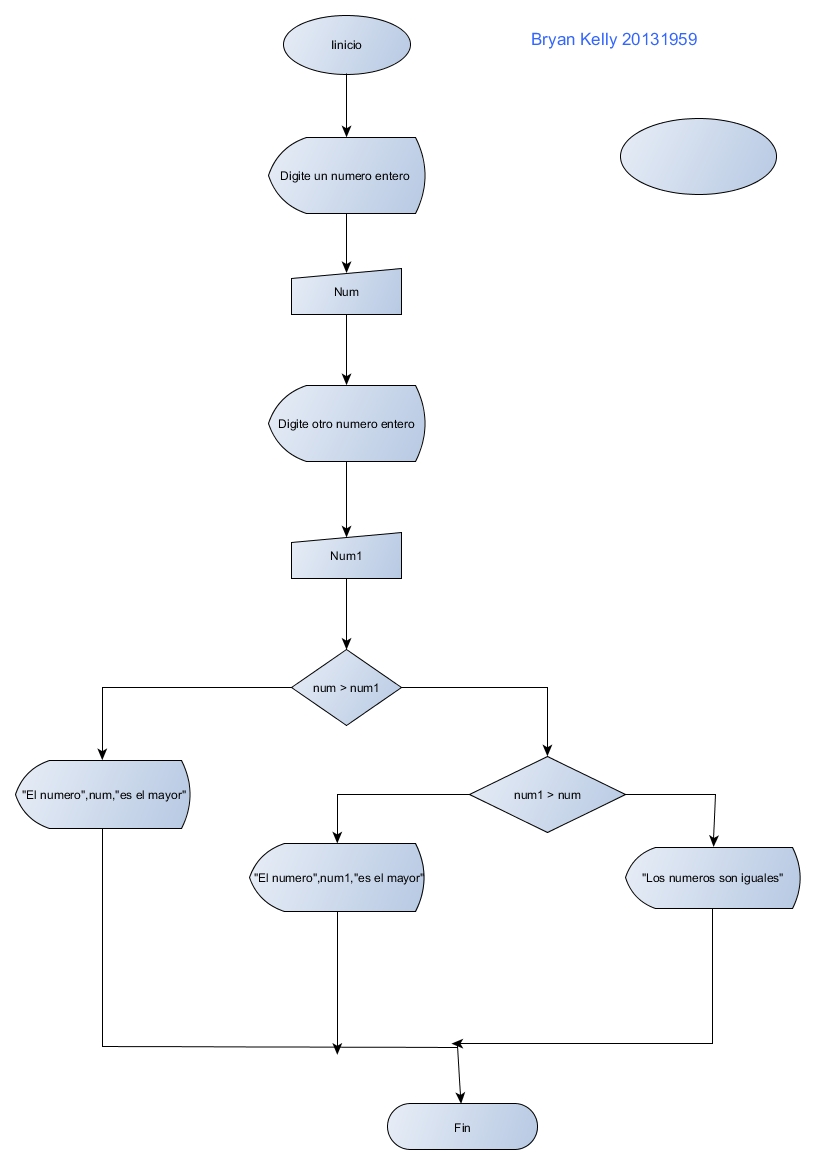 Iinicio
Bryan Kelly 20131959
Digite un numero entero
Num
Digite otro numero entero
Num1
num > num1
"El numero",num,"es el mayor"
num1 > num
"El numero",num1,"es el mayor"
"Los numeros son iguales"
Fin